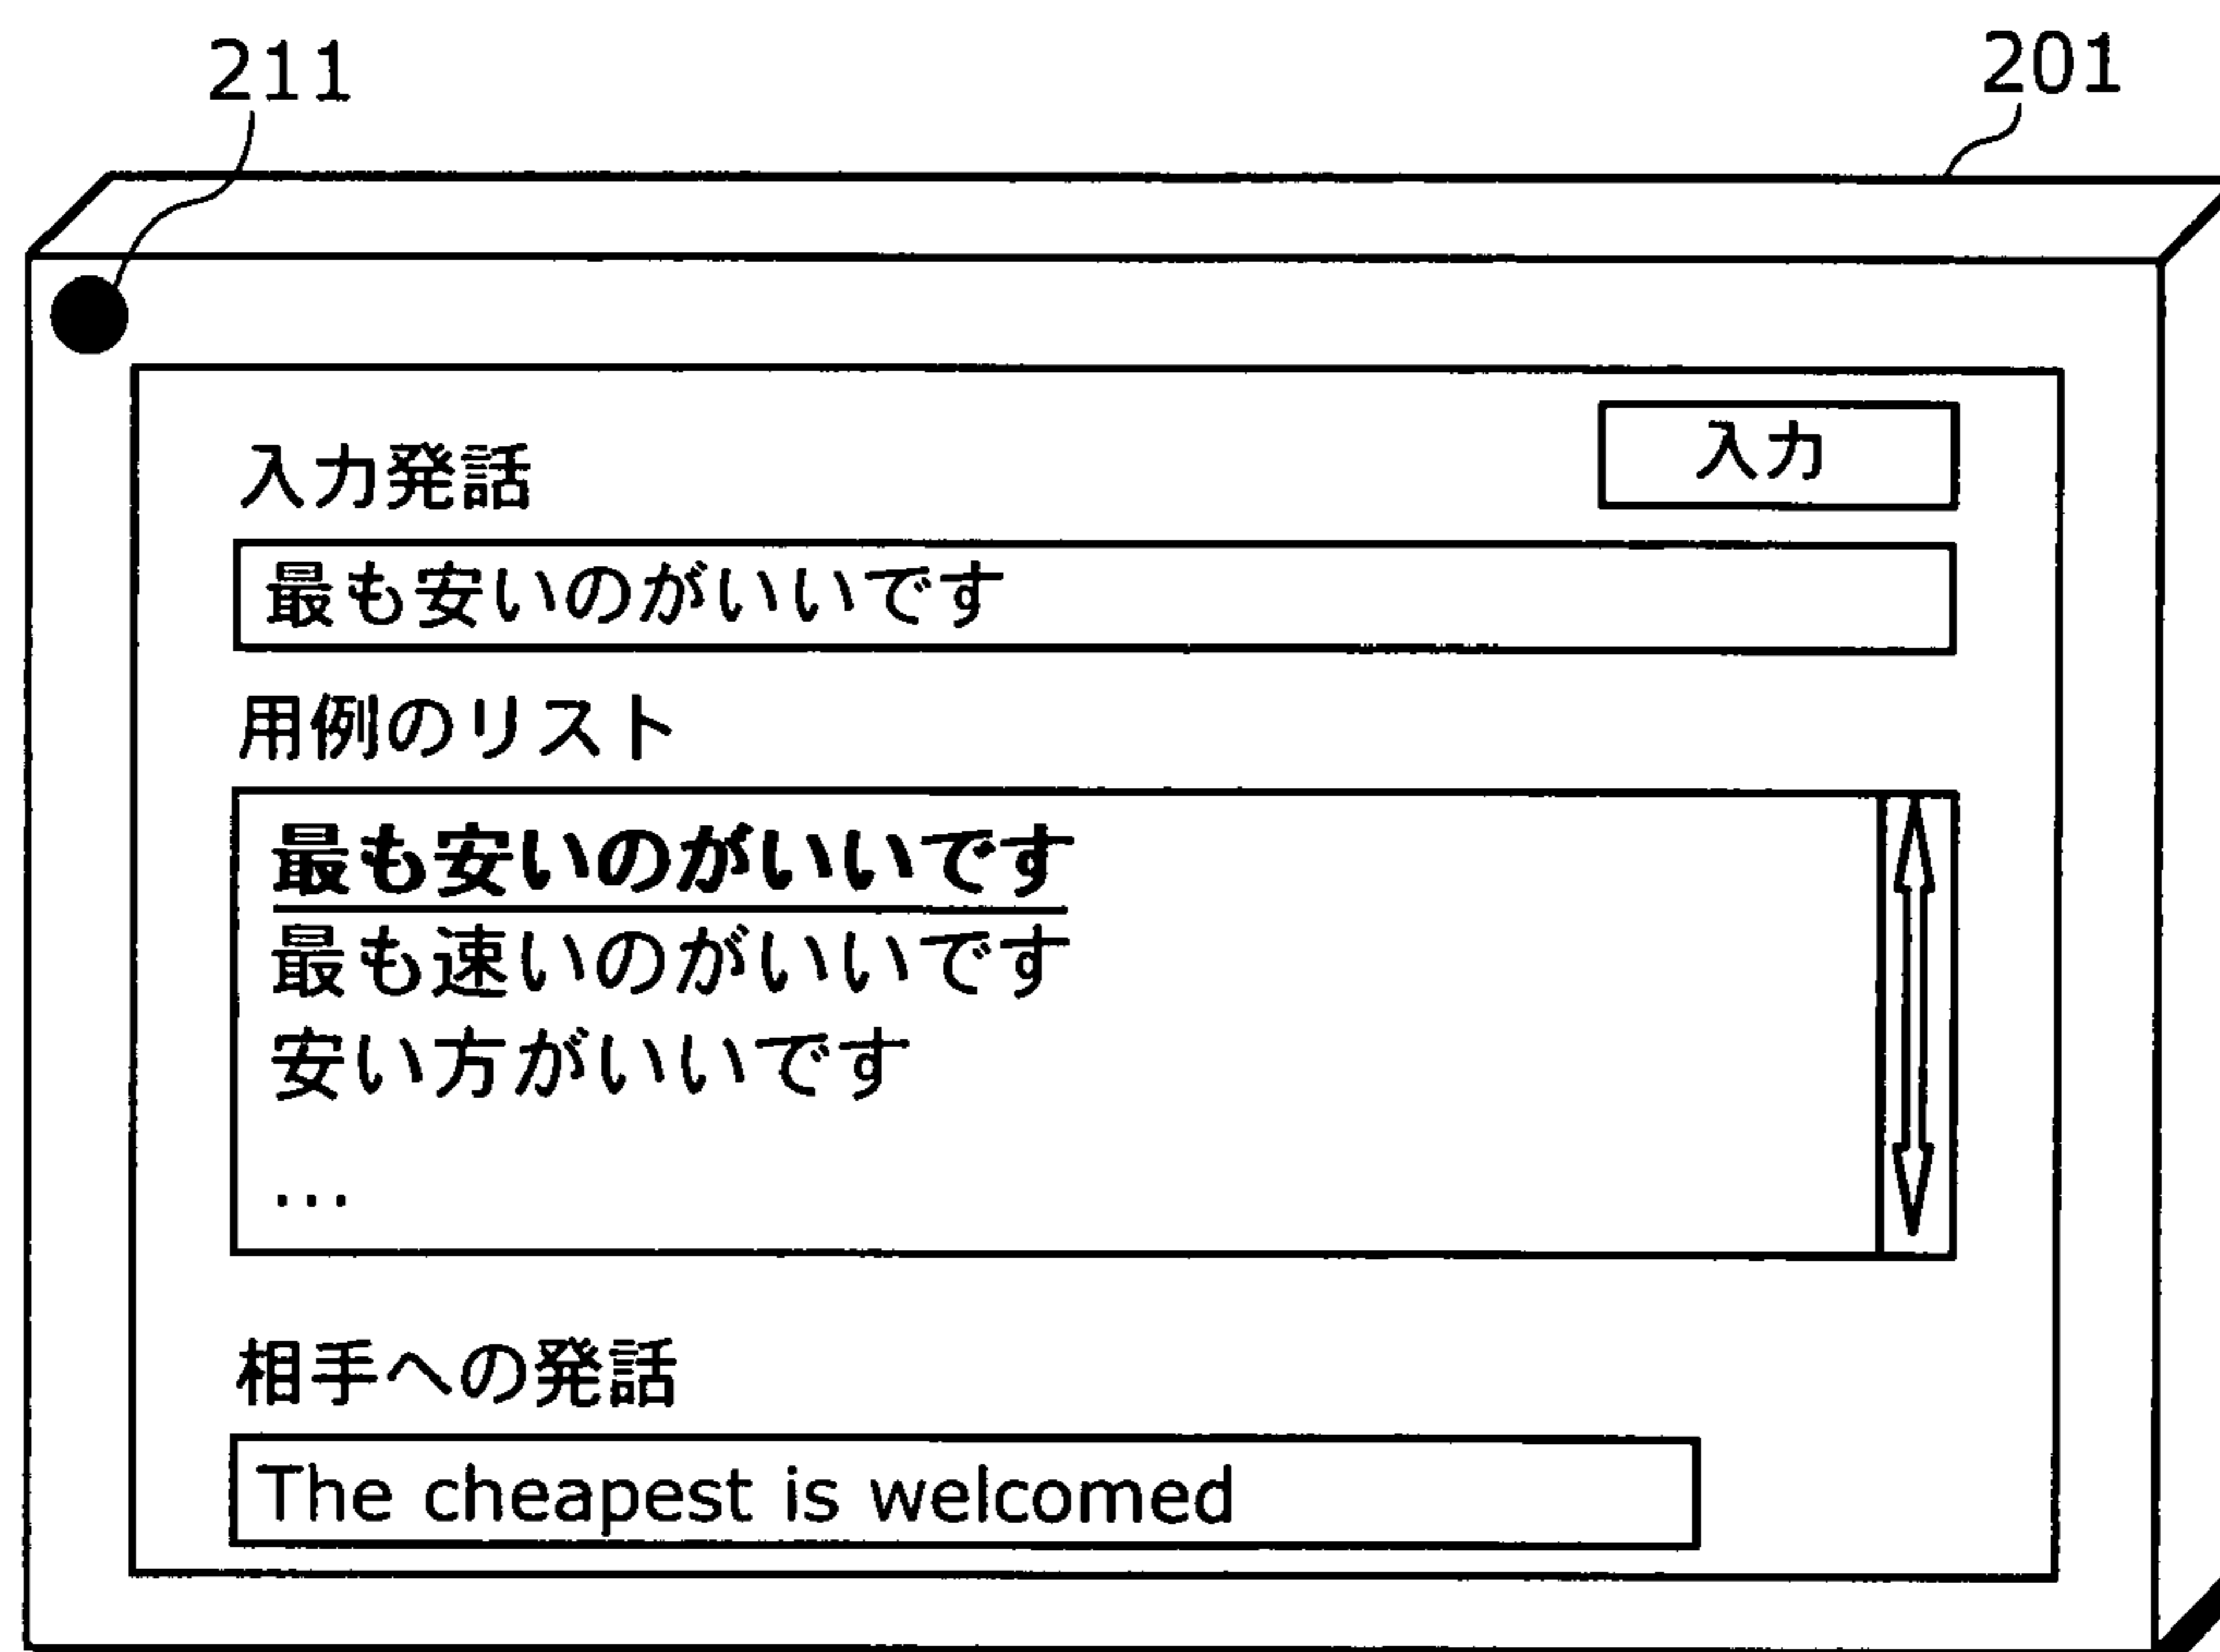 211
201
入力発話
入力
最も安いのがいいです
用例のリスト
最も安いのがいいです
最も速いのがいいです
安い方がいいです
...
相手への発話
The cheapest is welcomed